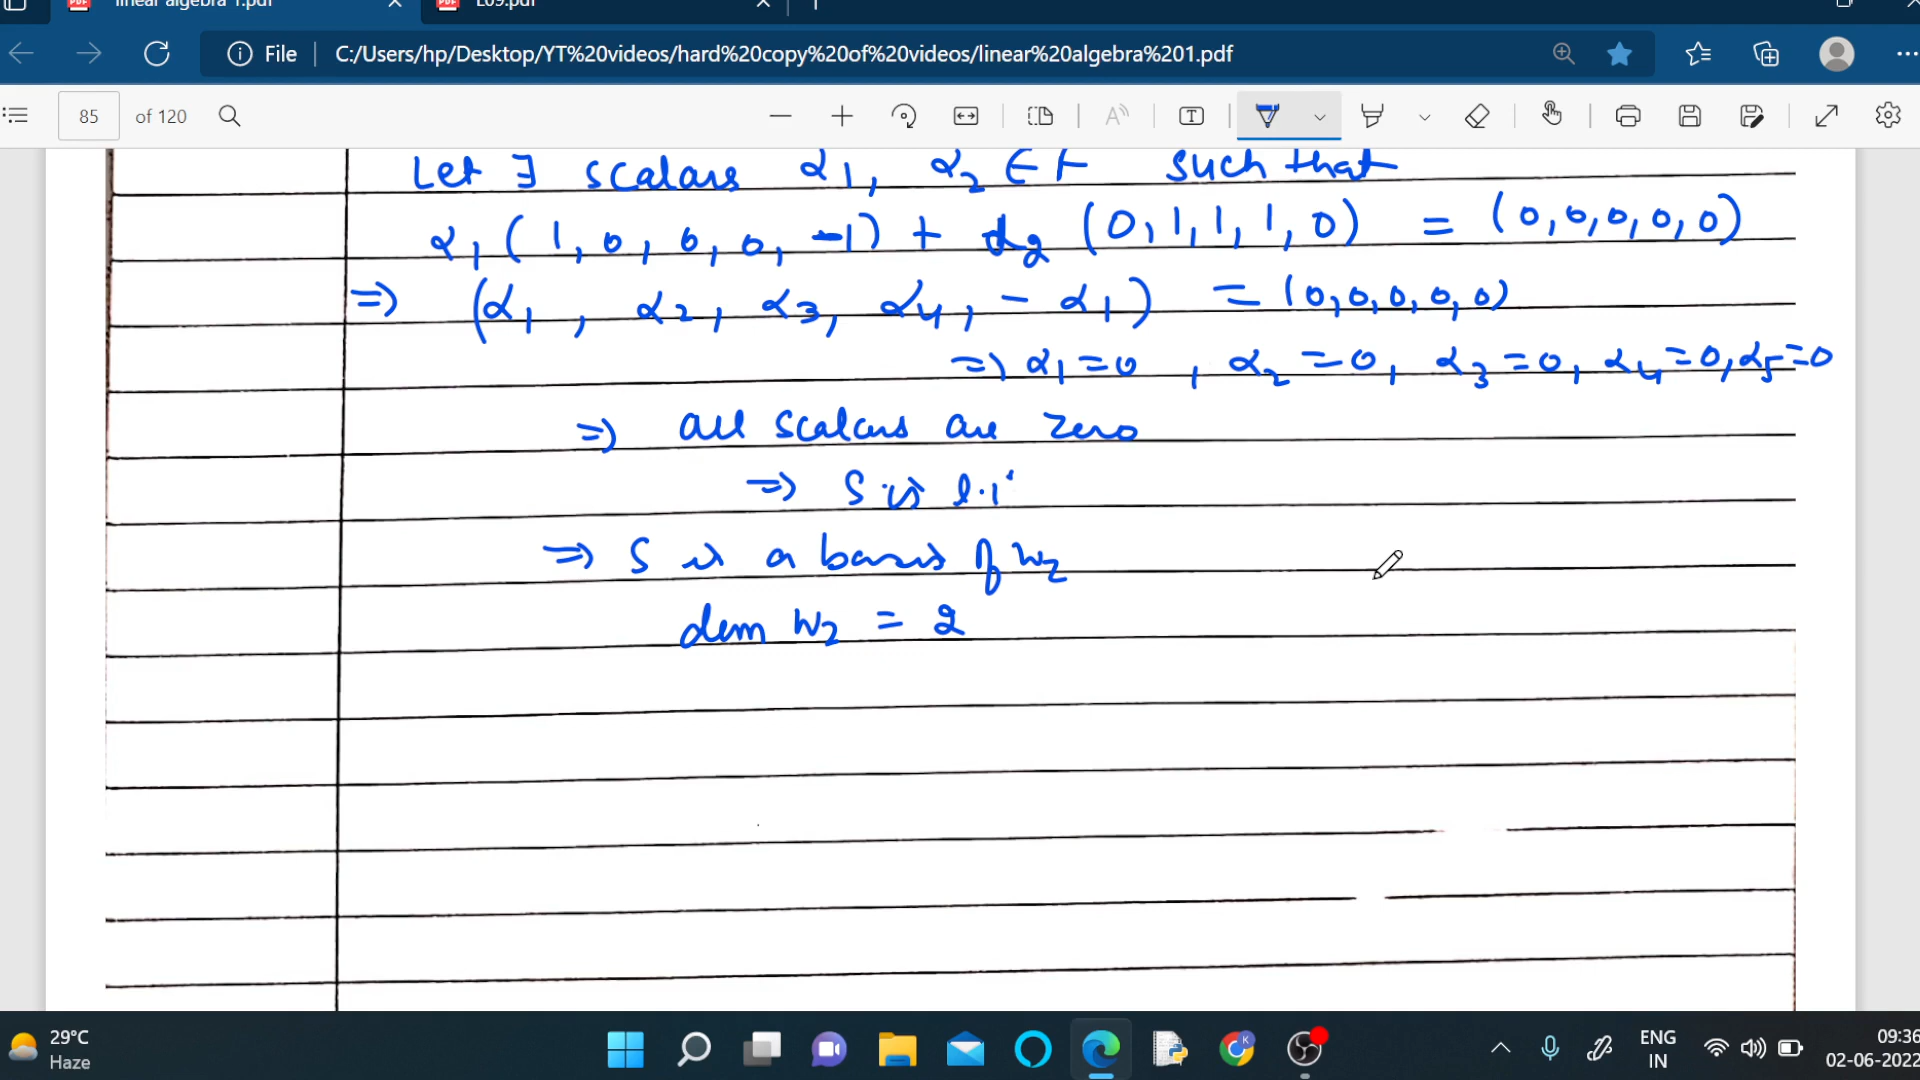 linear algebra 1.pdf
L09.pdf
File
C:/Users/hp/Desktop/YT%20videos/hard%20copy%20of%20videos/linear%20algebra%201.pdf
85 of 120
Let ∃ scalars α1, α2 ∈ F such that
α1 (1, 0, 0, 0, -1) + α2 (0, 1, 1, 1, 0) = (0, 0, 0, 0, 0)
⇒ (α1, α2, α3, α4, - α1) = (0, 0, 0, 0, 0)
⇒ α1 = 0, α2 = 0, α3 = 0, α4 = 0, α5 = 0
⇒ all scalars are zero
⇒ S is l.i
⇒ S is a basis of W2
dim W2 = 2
29°C
Haze
ENG
IN
09:36
02-06-2022